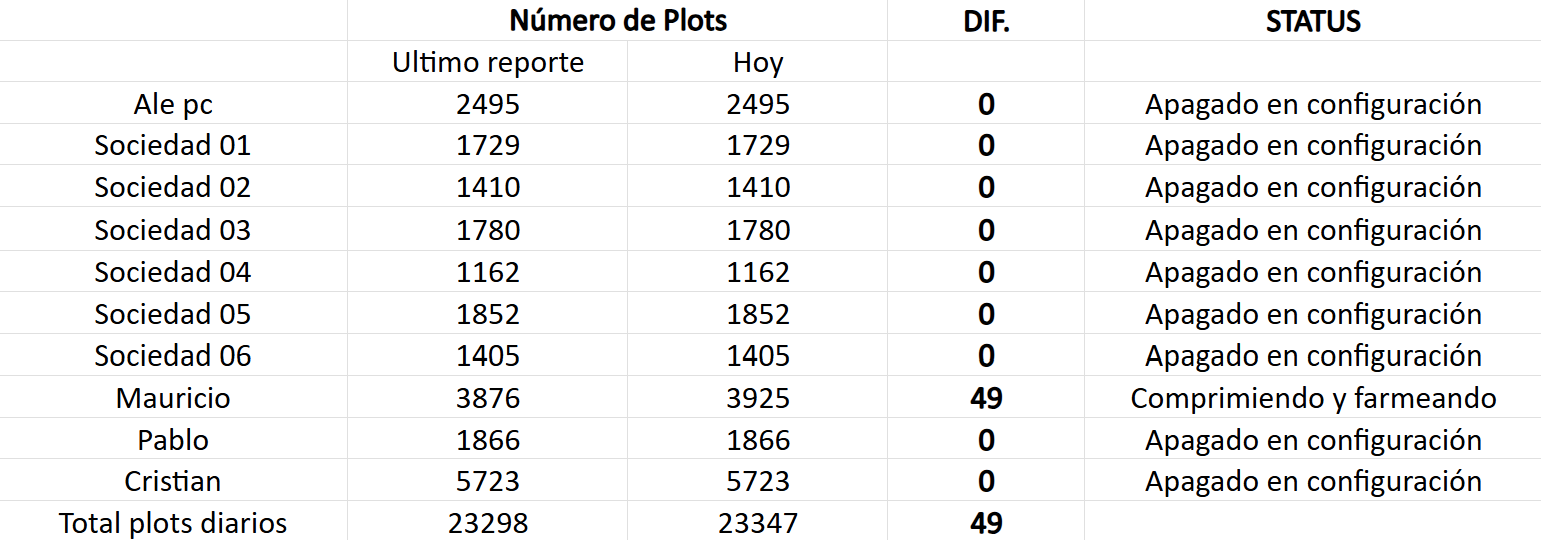 Número de Plots DIF. STATUS
Ultimo reporte Hoy
Ale pc 2495 2495 0 Apagado en configuración
Sociedad 01 1729 1729 0 Apagado en configuración
Sociedad 02 1410 1410 0 Apagado en configuración
Sociedad 03 1780 1780 0 Apagado en configuración
Sociedad 04 1162 1162 0 Apagado en configuración
Sociedad 05 1852 1852 0 Apagado en configuración
Sociedad 06 1405 1405 0 Apagado en configuración
Mauricio 3876 3925 49 Comprimiendo y farmeando
Pablo 1866 1866 0 Apagado en configuración
Cristian 5723 5723 0 Apagado en configuración
Total plots diarios 23298 23347 49